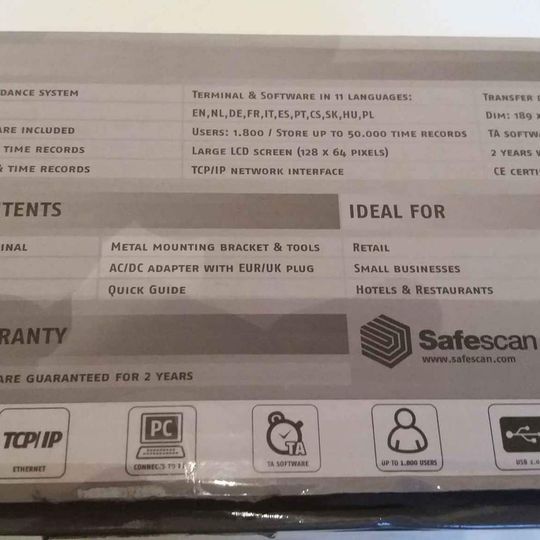 DANCE SYSTEM
TERMINAL & SOFTWARE IN 11 LANGUAGES:
TRANSFER
EN,NL,DE,FR,IT,ES,PT,CS,SK,HU,PL
DIM: 189 X
ARE INCLUDED
USERS: 1.800 / STORE UP TO 50.000 TIME RECORDS
TA SOFTWA
TIME RECORDS
LARGE LCD SCREEN (128 X 64 PIXELS)
2 YEARS W
& TIME RECORDS
TCP/IP NETWORK INTERFACE
CE CERTI
TENTS
IDEAL FOR
INAL
METAL MOUNTING BRACKET & TOOLS
RETAIL
AC/DC ADAPTER WITH EUR/UK PLUG
SMALL BUSINESSES
QUICK GUIDE
HOTELS & RESTAURANTS
RANTY
Safescan
www.safescan.com
ARE GUARANTEED FOR 2 YEARS
TCP/IP
ETHERNET
PC
CONNECTS TO
TA
TA SOFTWARE
UP TO 1.800 USERS
USB